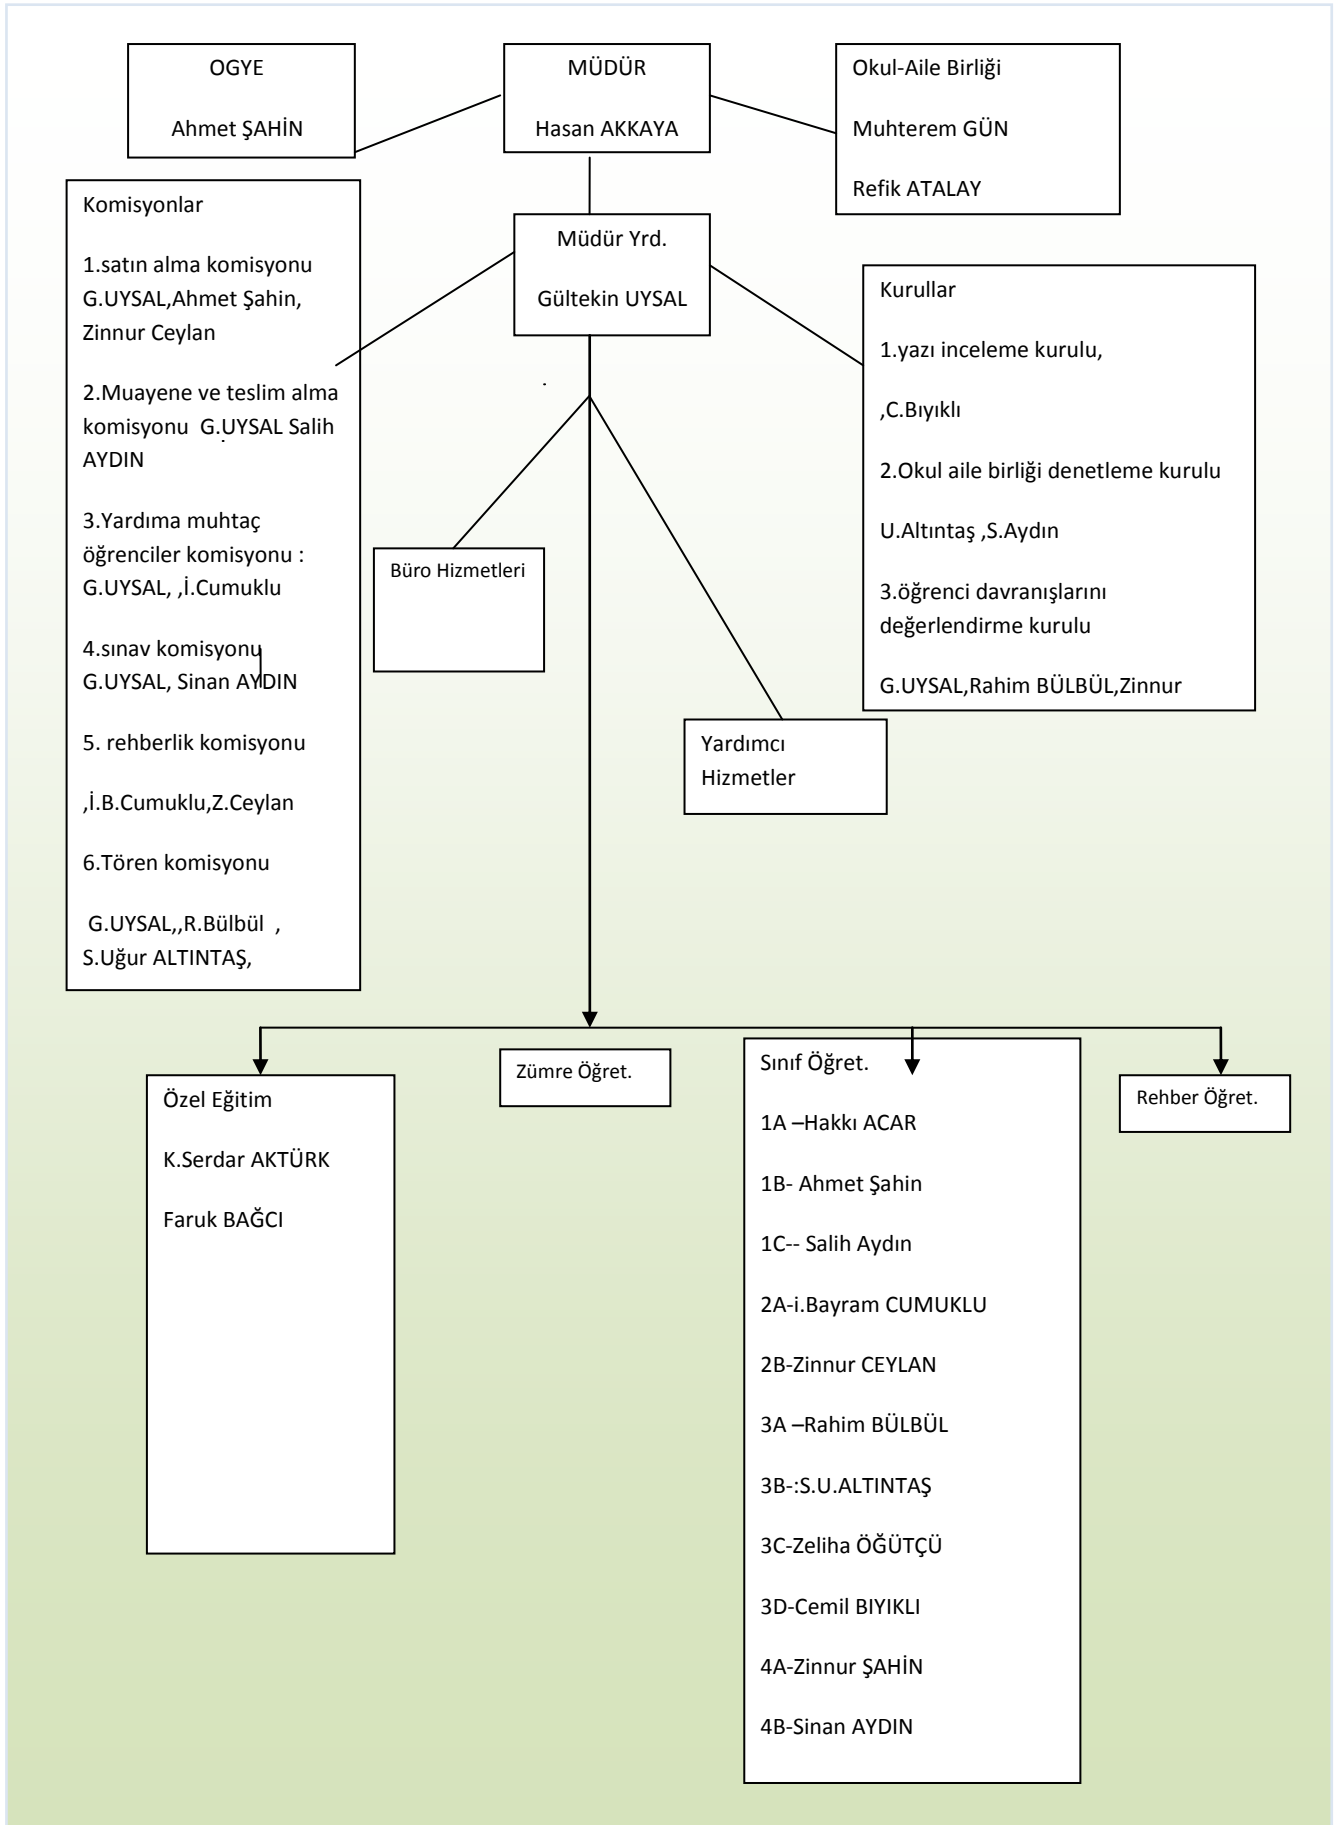 OGYE
Ahmet ŞAHİN
MÜDÜR
Hasan AKKAYA
Okul-Aile Birliği
Muhterem GÜN
Refik ATALAY
Komisyonlar
1.satın alma komisyonu
G.UYSAL,Ahmet Şahin,
Zinnur Ceylan
2.Muayene ve teslim alma
komisyonu  G.UYSAL Salih
AYDIN
3.Yardıma muhtaç
öğrenciler komisyonu :
G.UYSAL, ,İ.Cumuklu
4.sınav komisyonu
G.UYSAL, Sinan AYDIN
5. rehberlik komisyonu
,İ.B.Cumuklu,Z.Ceylan
6.Tören komisyonu
G.UYSAL,,R.Bülbül  ,
S.Uğur ALTINTAŞ,
Müdür Yrd.
Gültekin UYSAL
Kurullar
1.yazı inceleme kurulu,
,C.Bıyıklı
2.Okul aile birliği denetleme kurulu
U.Altıntaş ,S.Aydın
3.öğrenci davranışlarını
değerlendirme kurulu
G.UYSAL,Rahim BÜLBÜL,Zinnur
Büro Hizmetleri
Yardımcı
Hizmetler
Özel Eğitim
K.Serdar AKTÜRK
Faruk BAĞCI
Zümre Öğret.
Sınıf Öğret.
1A –Hakkı ACAR
1B- Ahmet Şahin
1C-- Salih Aydın
2A-i.Bayram CUMUKLU
2B-Zinnur CEYLAN
3A –Rahim BÜLBÜL
3B-:S.U.ALTINTAŞ
3C-Zeliha ÖĞÜTÇÜ
3D-Cemil BIYIKLI
4A-Zinnur ŞAHİN
4B-Sinan AYDIN
Rehber Öğret.